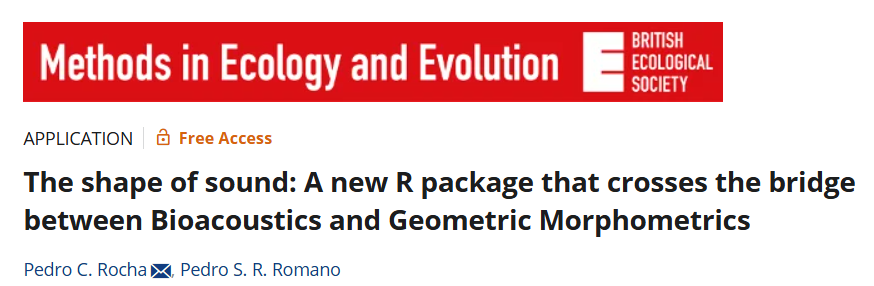 Methods in Ecology and Evolution
BRITISH
ECOLOGICAL
SOCIETY
APPLICATION Free Access
The shape of sound: A new R package that crosses the bridge
between Bioacoustics and Geometric Morphometrics
Pedro C. Rocha, Pedro S. R. Romano